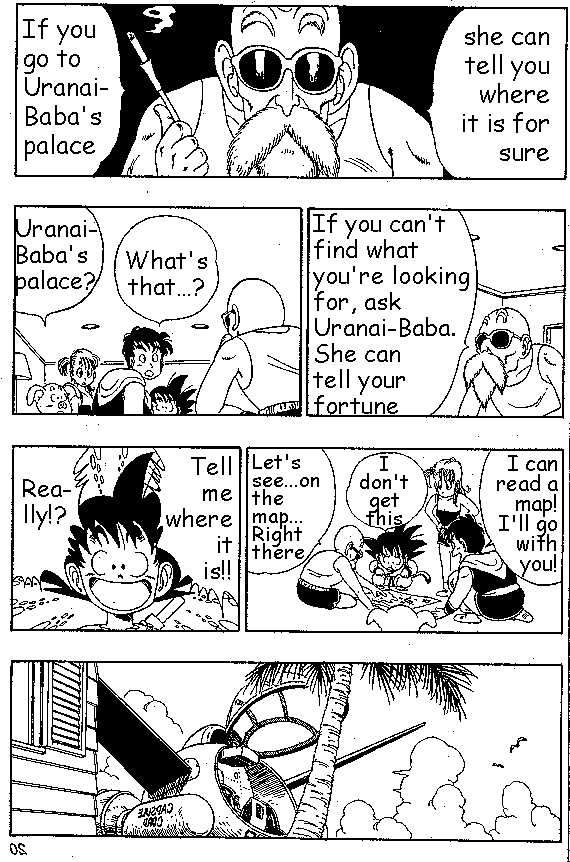 If you
go to
Uranai-
Baba's
palace
she can
tell you
where
it is for
sure
Uranai-
Baba's
palace?
What's
that...?
If you can't
find what
you're looking
for, ask
Uranai-Baba.
She can
tell your
fortune
Rea-
lly!?
Tell
me
where
it
is!!
Let's
see...on
the
map...
Right
there
I
don't
get
this
I can
read a
map!
I'll go
with
you!
CAPSULE
CORP
20